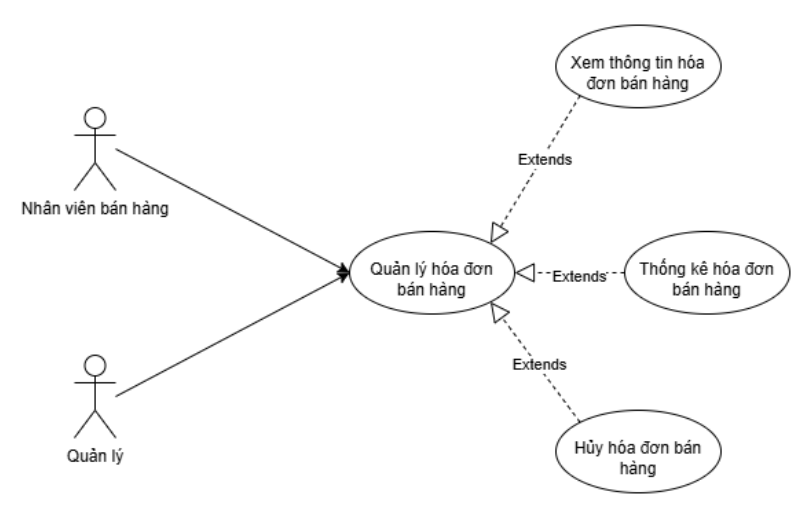 Xem thông tin hóa
đơn bán hàng
Extends
Nhân viên bán hàng
Quản lý hóa đơn
bán hàng
Extends
Thống kê hóa đơn
bán hàng
Extends
Quản lý
Hủy hóa đơn bán
hàng